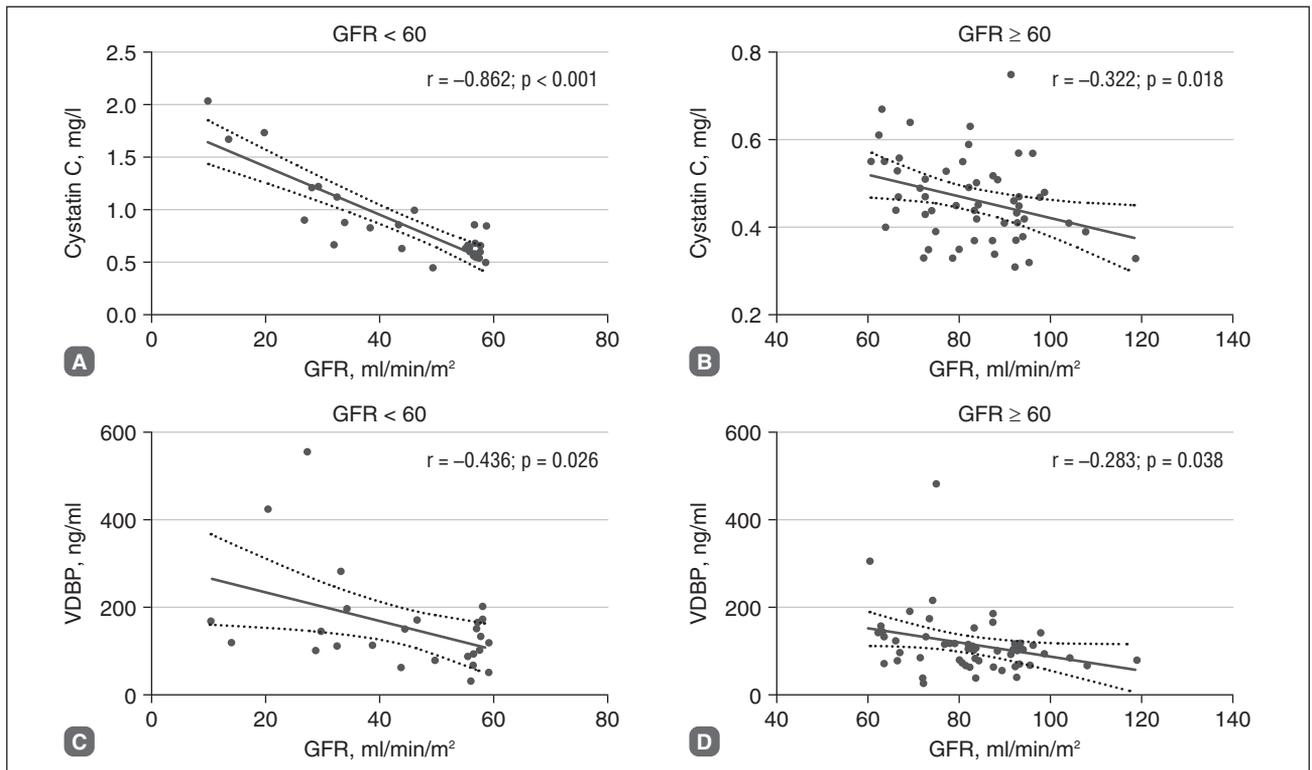 GFR < 60
r = –0.862; p < 0.001
Cystatin C, mg/l
2.5
2.0
1.5
1.0
0.5
0.0
0 20 40 60 80
GFR, ml/min/m²
A
GFR ≥ 60
r = –0.322; p = 0.018
Cystatin C, mg/l
0.8
0.6
0.4
0.2
40 60 80 100 120 140
GFR, ml/min/m²
B
GFR < 60
r = –0.436; p = 0.026
VDBP, ng/ml
600
400
200
0
0 20 40 60 80
GFR, ml/min/m²
C
GFR ≥ 60
r = –0.283; p = 0.038
VDBP, ng/ml
600
400
200
0
40 60 80 100 120 140
GFR, ml/min/m²
D